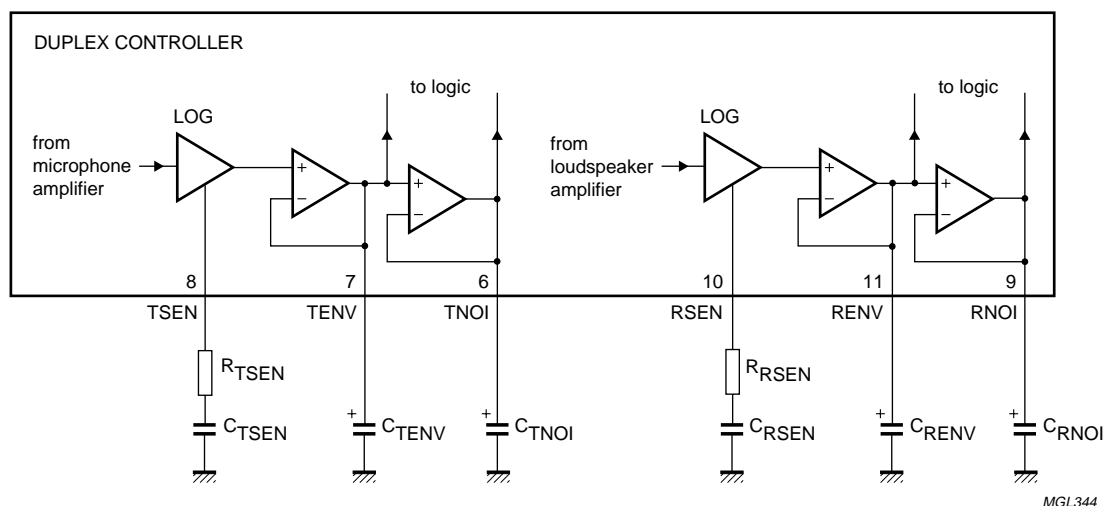 DUPLEX CONTROLLER
to logic
to logic
LOG
LOG
from
microphone
amplifier
from
loudspeaker
amplifier
+
−
+
−
+
−
+
−
8
7
6
10
11
9
TSEN
TENV
TNOI
RSEN
RENV
RNOI
RTSEN
RRSEN
+
+
+
+
CTSEN
CTENV
CTNOI
CRSEN
CRENV
CRNOI
MGL344